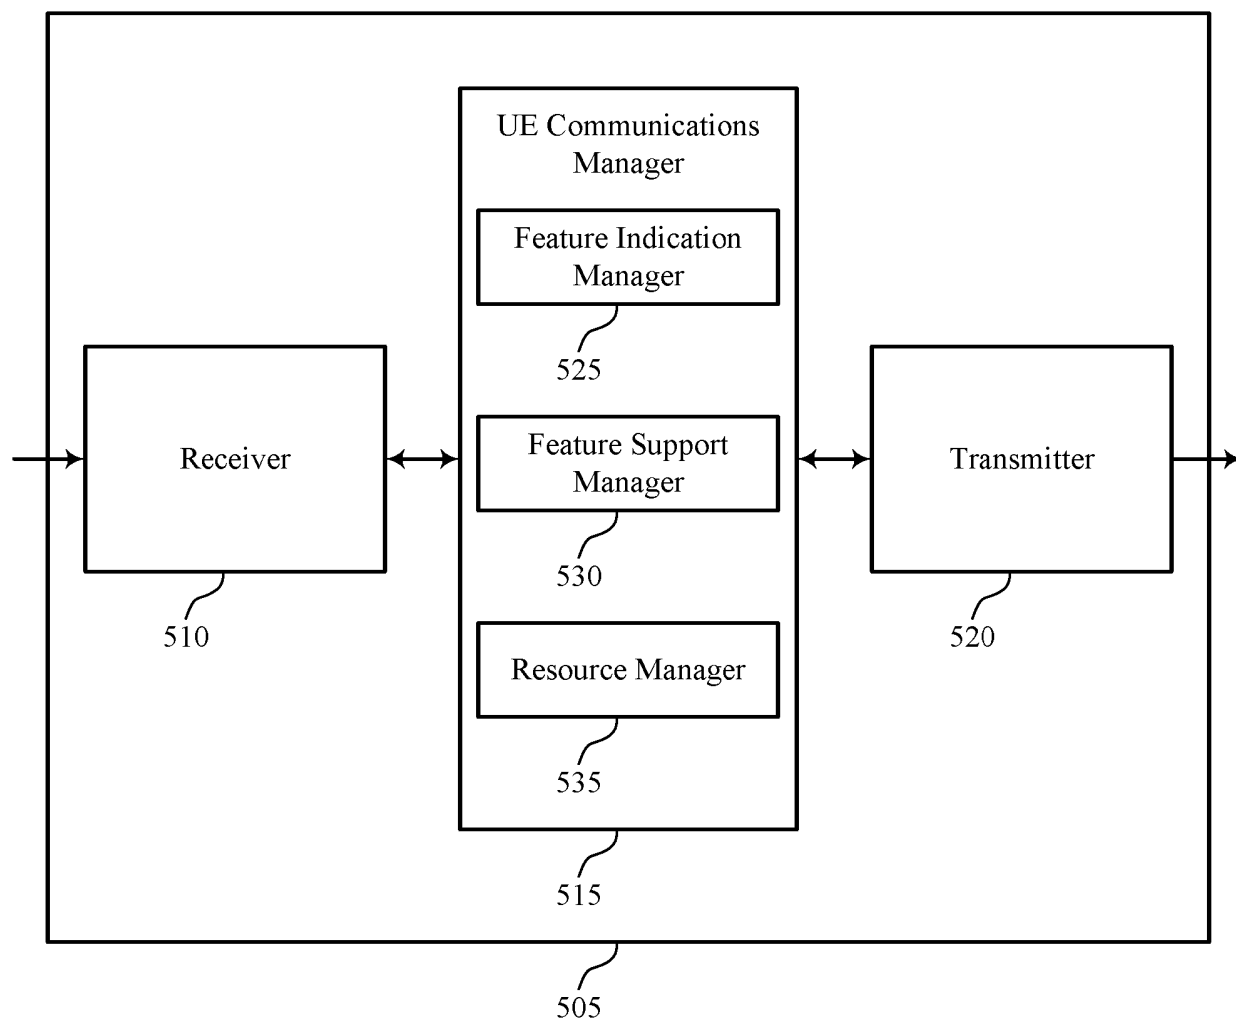 UE Communications
Manager
Feature Indication
Manager
525
Receiver
510
Feature Support
Manager
530
Transmitter
520
Resource Manager
535
515
505